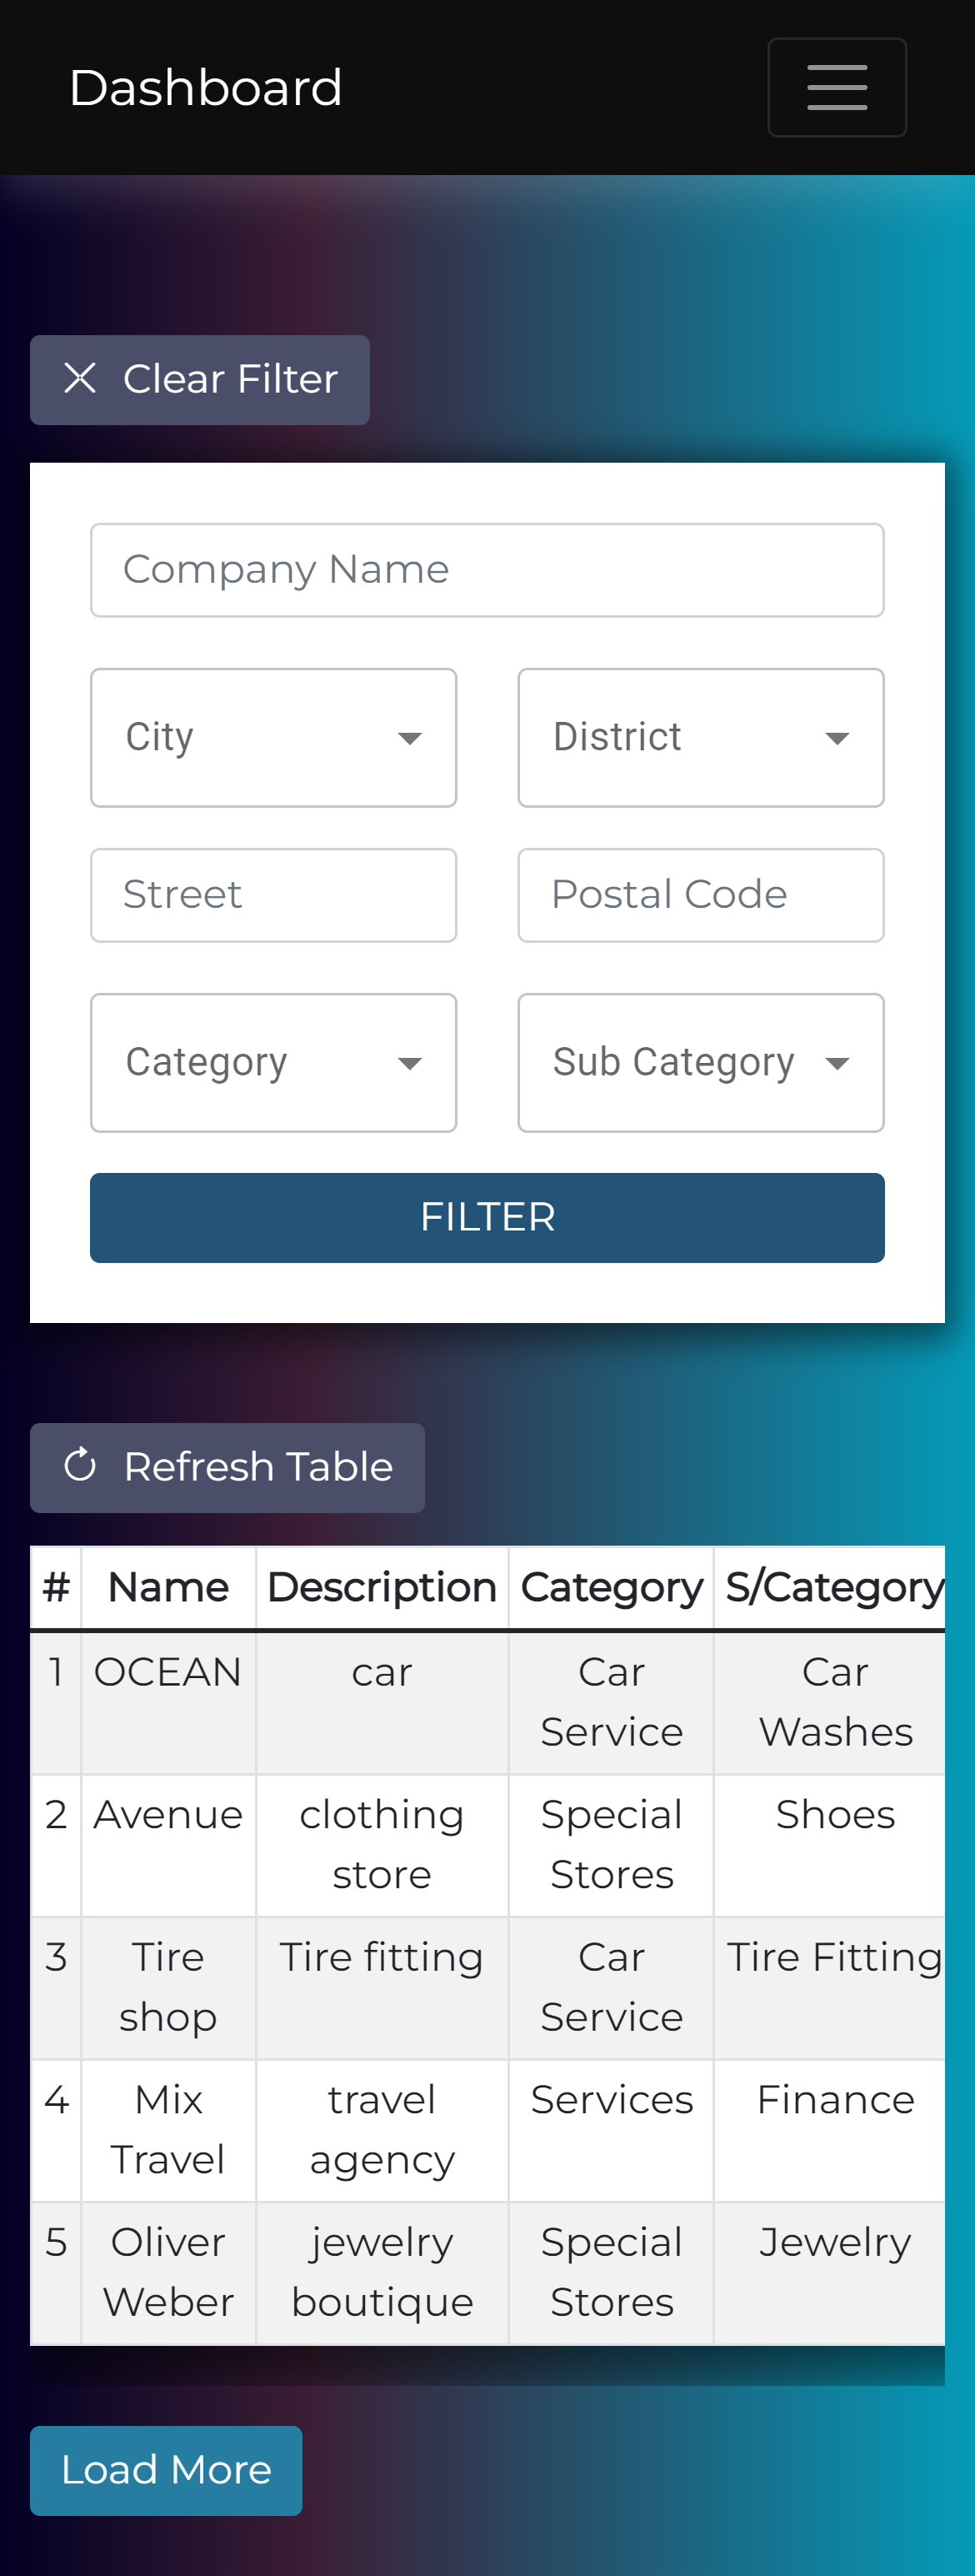 Dashboard
Clear Filter
Company Name
City District
Street Postal Code
Category Sub Category
FILTER
Refresh Table
# Name Description Category S/Category
1 OCEAN car Car Car
Service Washes
2 Avenue clothing Special Shoes
store Stores
3 Tire Tire fitting Car Tire Fitting
shop Service
4 Mix travel Services Finance
Travel agency
5 Oliver jewelry Special Jewelry
Weber boutique Stores
Load More